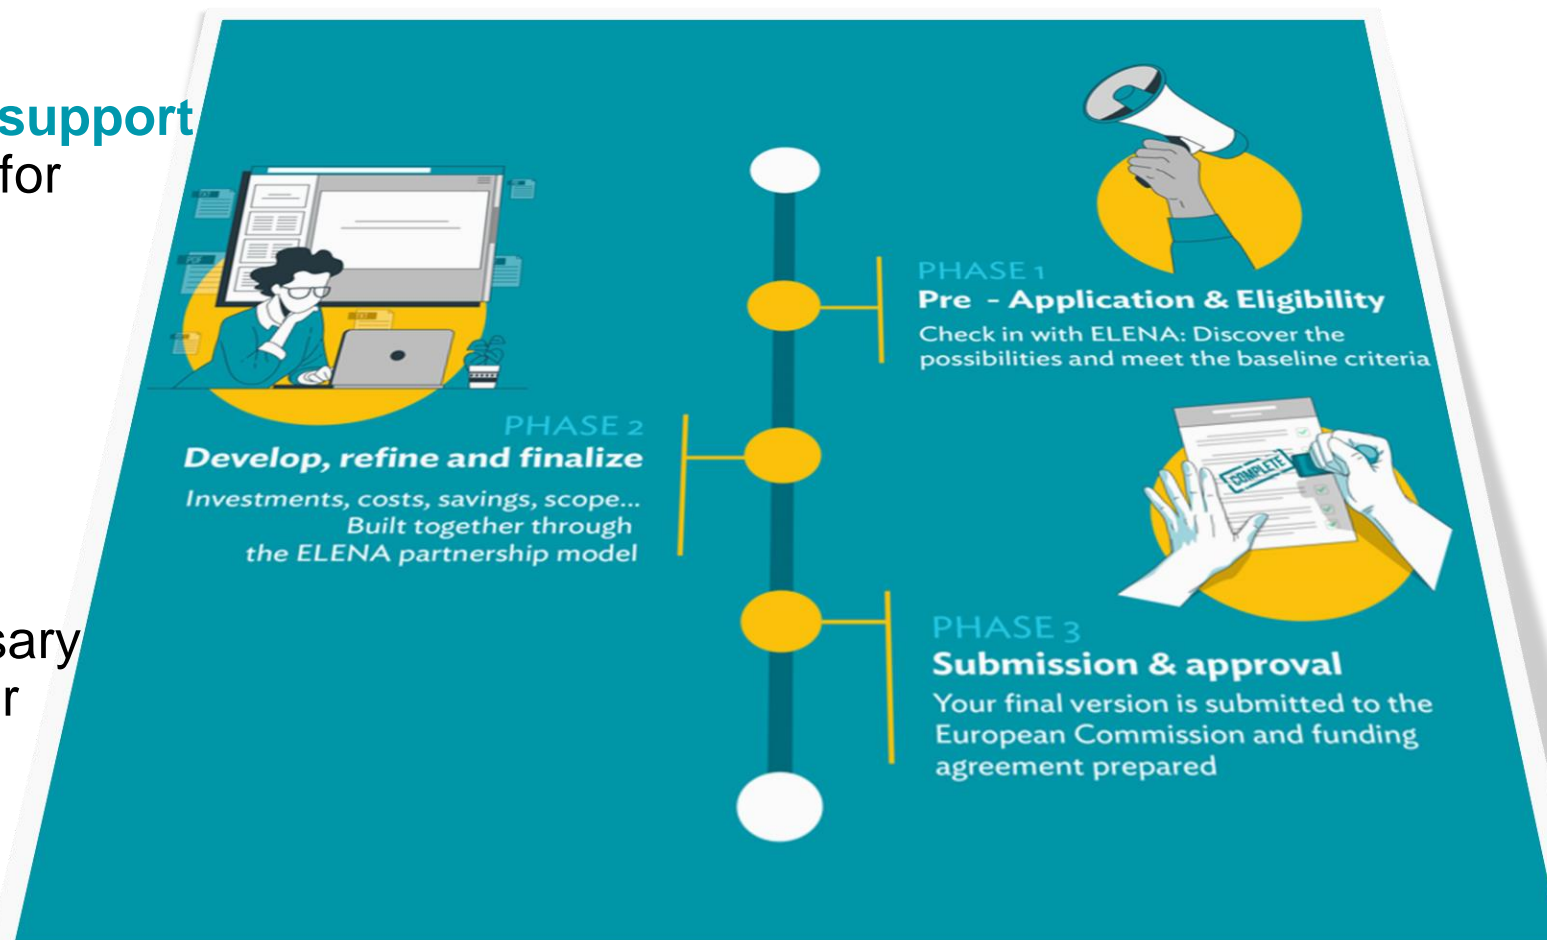 support
for
sary
r
PHASE 1
Pre - Application & Eligibility
Check in with ELENA: Discover the
possibilities and meet the baseline criteria
PHASE 2
Develop, refine and finalize
Investments, costs, savings, scope...
Built together through
the ELENA partnership model
COMPLETE
PHASE 3
Submission & approval
Your final version is submitted to the
European Commission and funding
agreement prepared
PDF